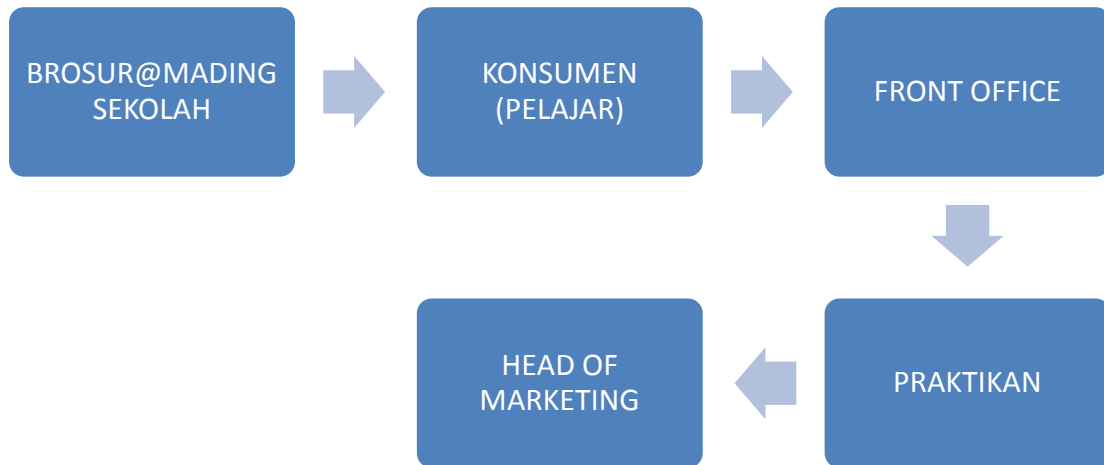 BROSUR@MADING
SEKOLAH
KONSUMEN
(PELAJAR)
FRONT OFFICE
PRAKTIKAN
HEAD OF
MARKETING